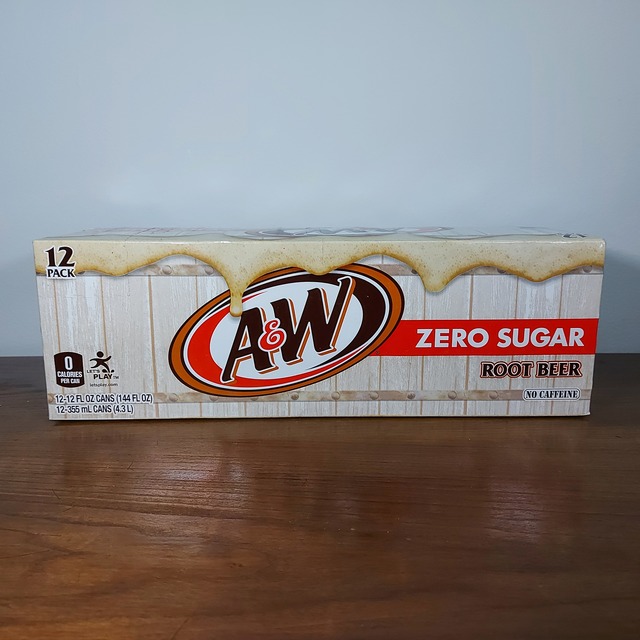 12
PACK
A&W
ZERO SUGAR
ROOT BEER
NO CAFFEINE
0
CALORIES
PER CAN
LET'S
PLAY™
letsplay.com
12-12 FL OZ CANS (144 FL OZ)
12-355 mL CANS (4.3 L)